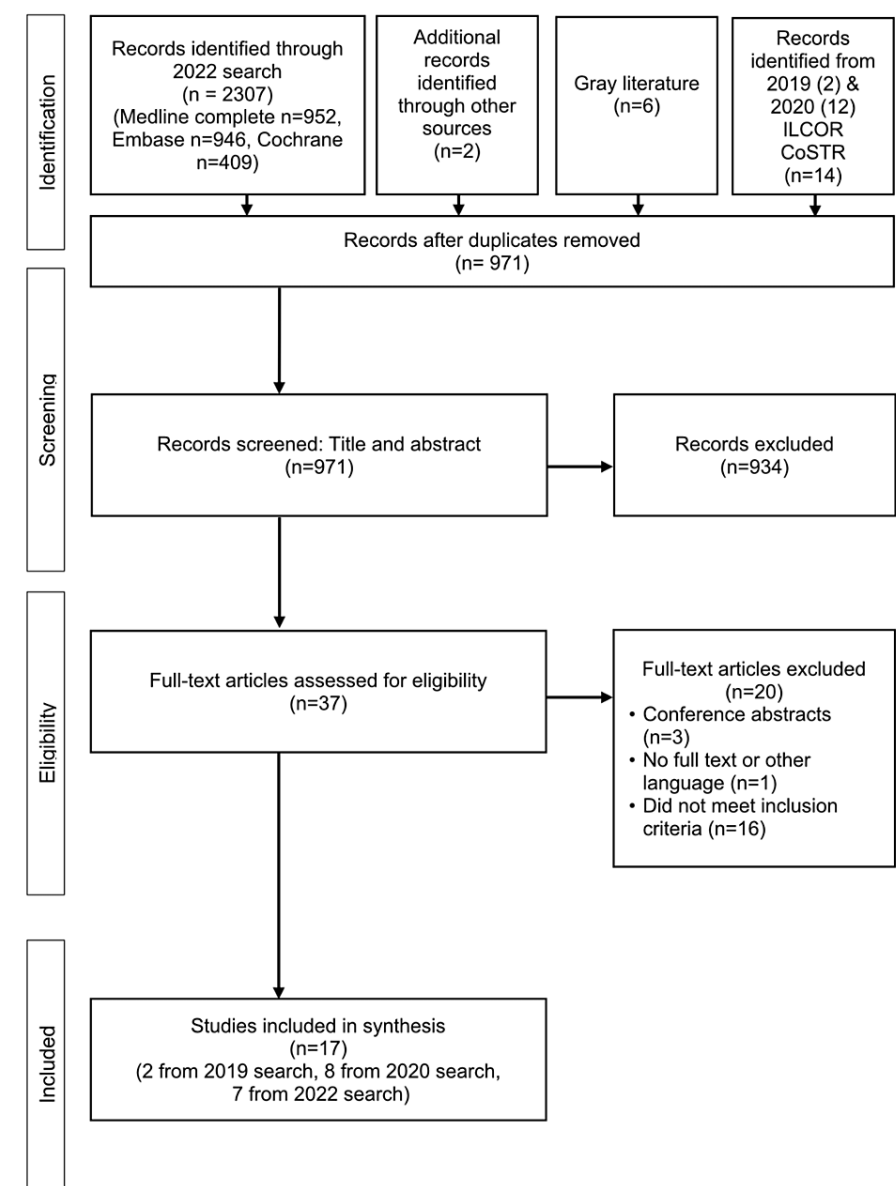 Identification
Records identified through
2022 search
(n = 2307)
(Medline complete n=952,
Embase n=946, Cochrane
n=409)
Additional
records
identified
through other
sources
(n=2)
Gray literature
(n=6)
Records
identified from
2019 (2) &
2020 (12)
ILCOR
CoSTR
(n=14)
Records after duplicates removed
(n= 971)
Screening
Records screened: Title and abstract
(n=971)
Records excluded
(n=934)
Eligibility
Full-text articles assessed for eligibility
(n=37)
Full-text articles excluded
(n=20)
• Conference abstracts
(n=3)
• No full text or other
language (n=1)
• Did not meet inclusion
criteria (n=16)
Included
Studies included in synthesis
(n=17)
(2 from 2019 search, 8 from 2020 search,
7 from 2022 search)